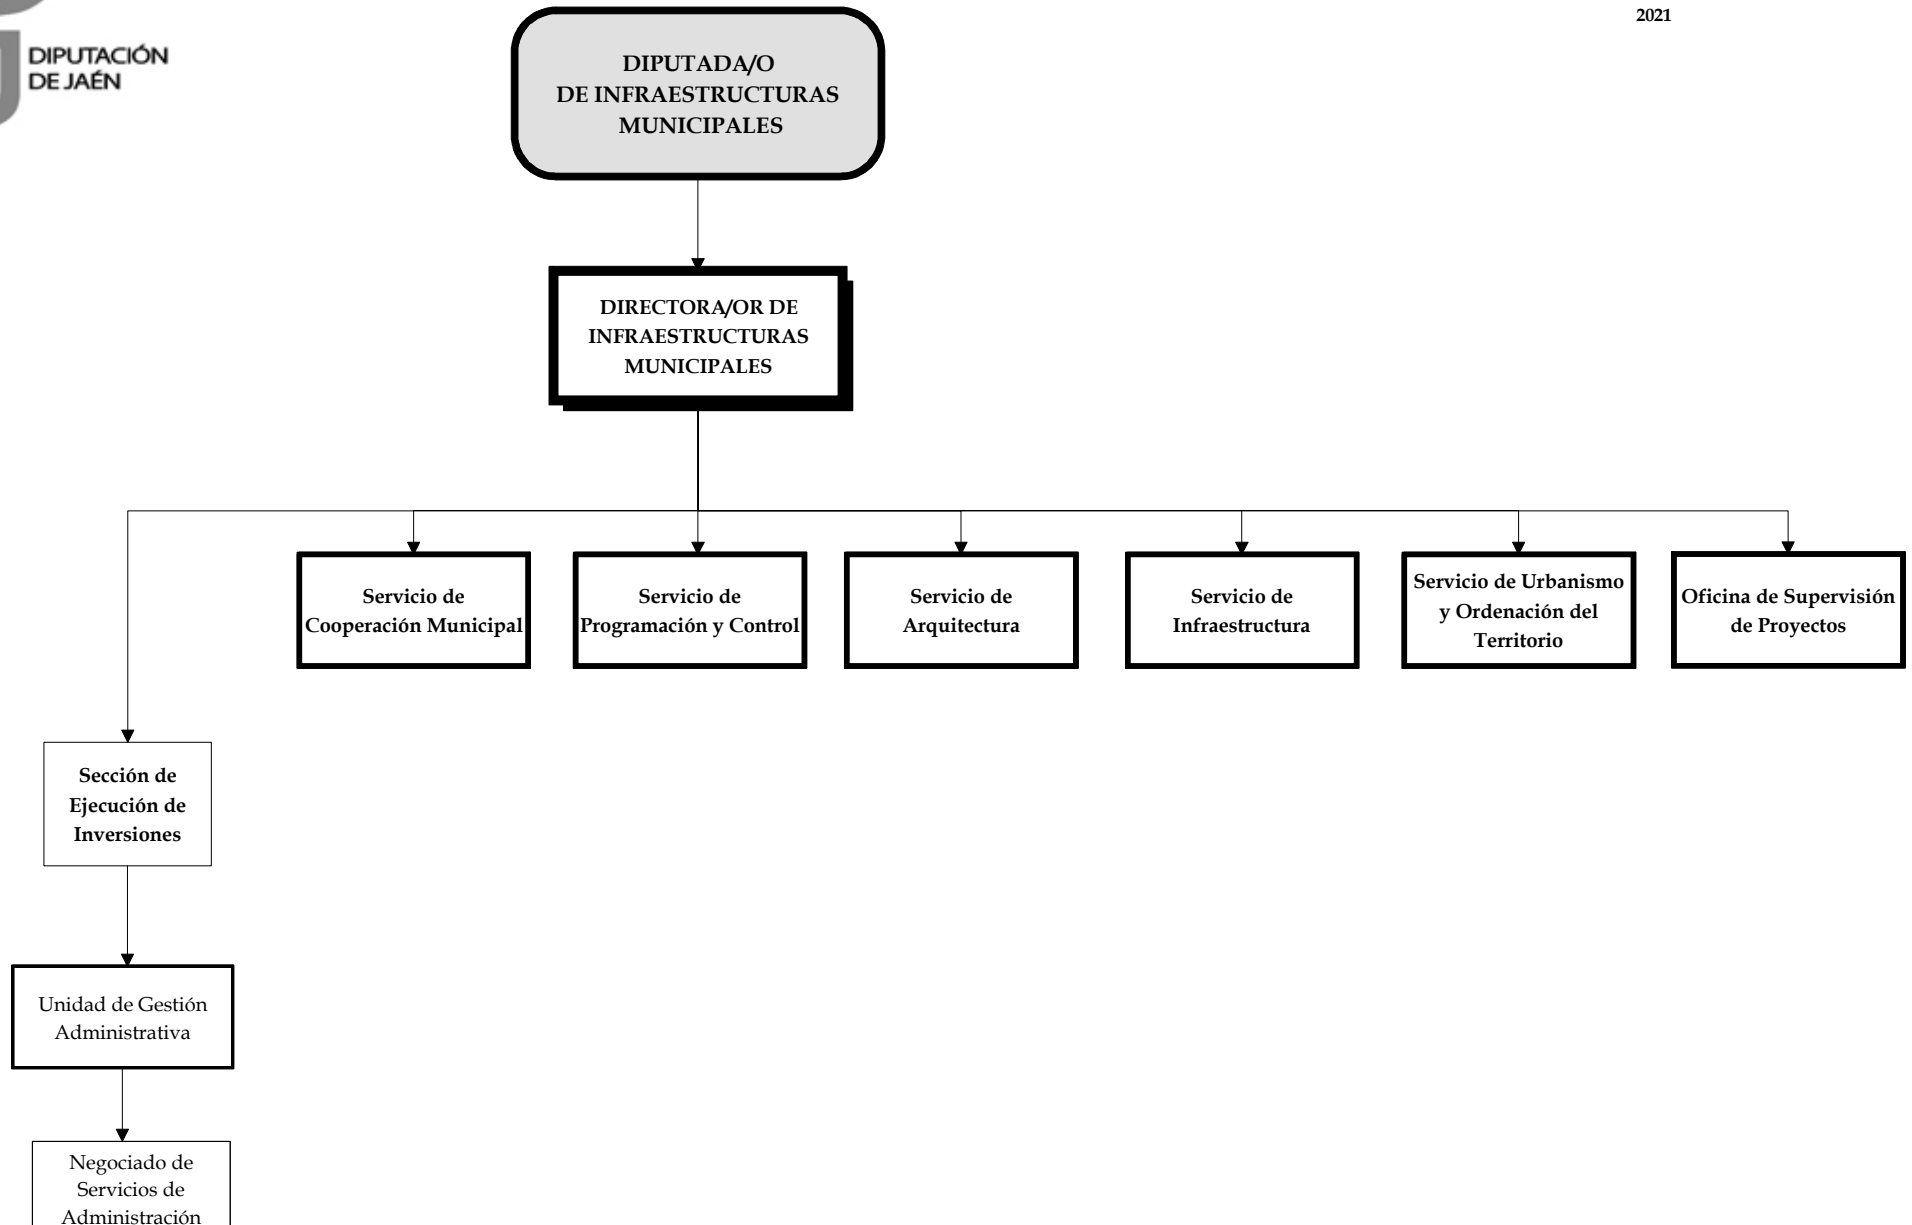 2021
DIPUTACIÓN
DE JAÉN
DIPUTADA/O
DE INFRAESTRUCTURAS
MUNICIPALES
DIRECTORA/OR DE
INFRAESTRUCTURAS
MUNICIPALES
Servicio de
Cooperación Municipal
Servicio de
Programación y Control
Servicio de
Arquitectura
Servicio de
Infraestructura
Servicio de Urbanismo
y Ordenación del
Territorio
Oficina de Supervisión
de Proyectos
Sección de
Ejecución de
Inversiones
Unidad de Gestión
Administrativa
Negociado de
Servicios de
Administración